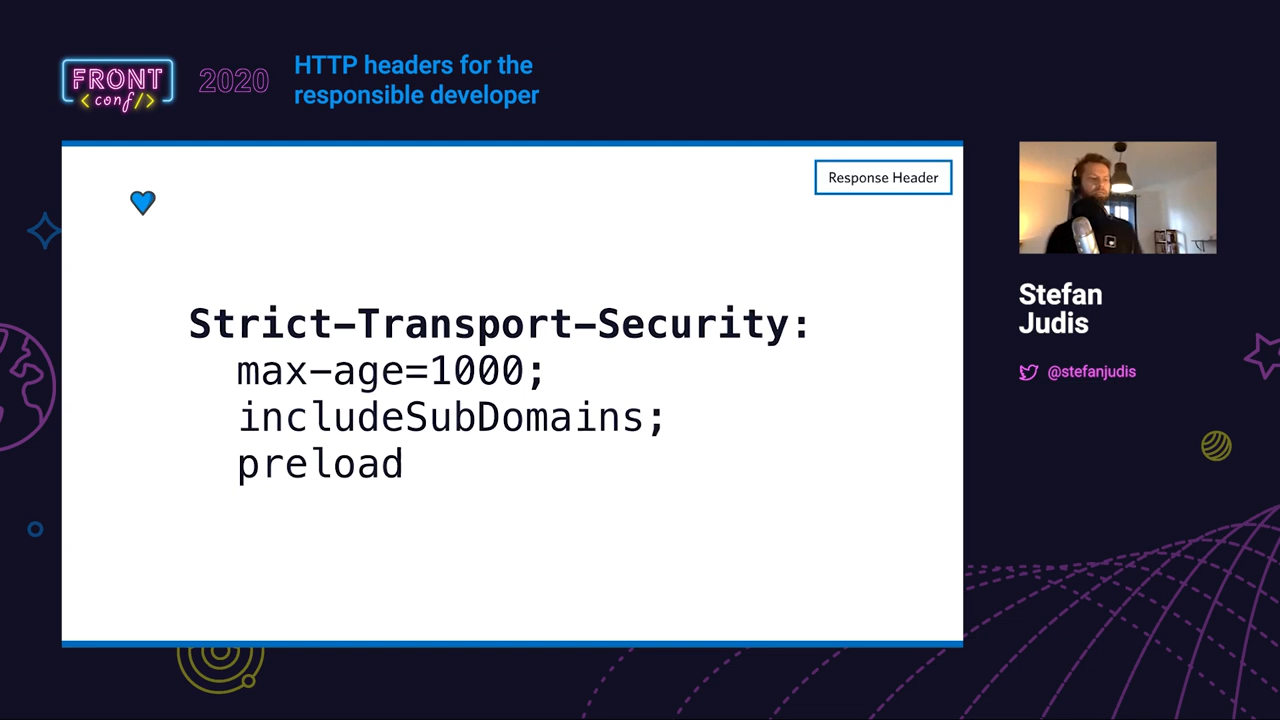 FRONT
<conf/>
2020
HTTP headers for the
responsible developer
Response Header
Strict-Transport-Security:
max-age=1000;
includeSubDomains;
preload
Stefan
Judis
@stefanjudis